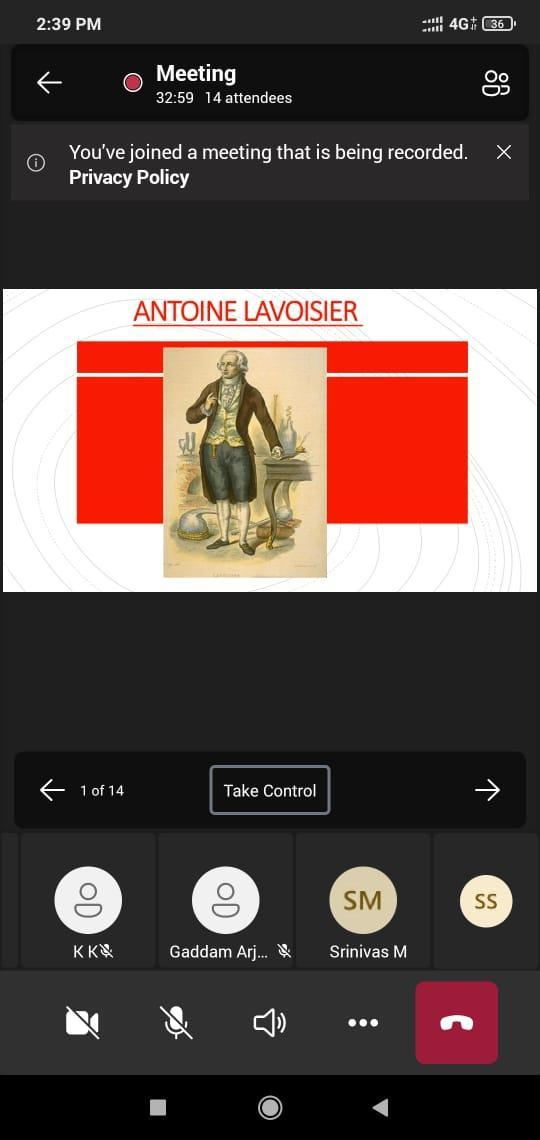 2:39 PM
4G+ 36
Meeting
32:59 14 attendees
You've joined a meeting that is being recorded.
Privacy Policy
ANTOINE LAVOISIER
1 of 14
Take Control
SM
SS
K K
Gaddam Arj...
Srinivas M